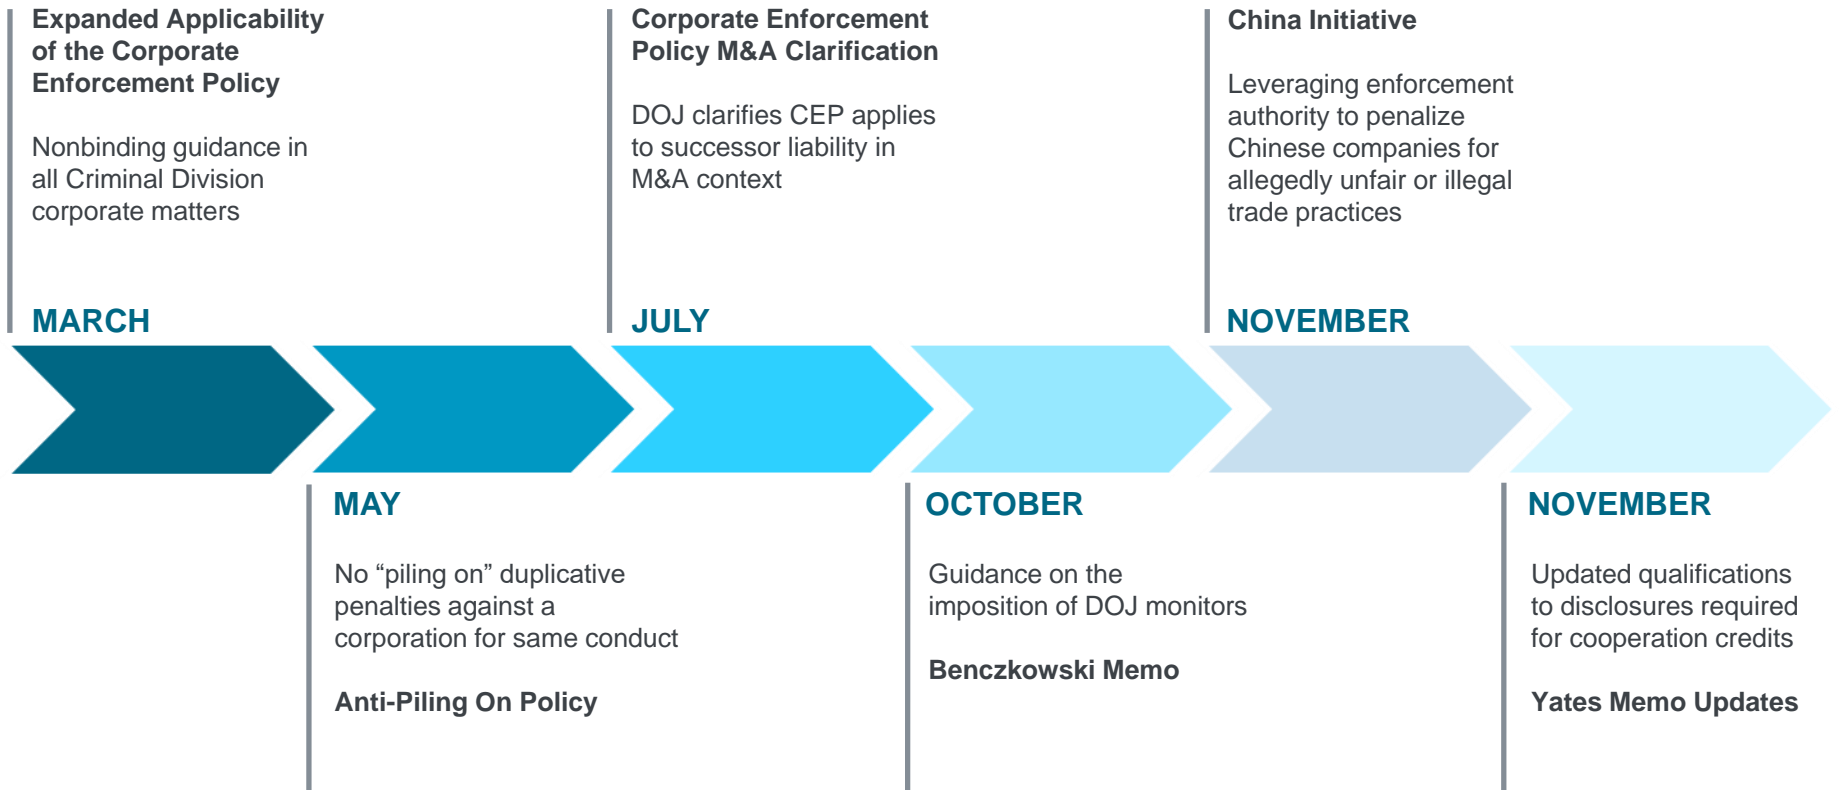 Expanded Applicability
of the Corporate
Enforcement Policy
Nonbinding guidance in
all Criminal Division
corporate matters
MARCH
Corporate Enforcement
Policy M&A Clarification
DOJ clarifies CEP applies
to successor liability in
M&A context
JULY
China Initiative
Leveraging enforcement
authority to penalize
Chinese companies for
allegedly unfair or illegal
trade practices
NOVEMBER
MAY
No “piling on” duplicative
penalties against a
corporation for same conduct
Anti-Piling On Policy
OCTOBER
Guidance on the
imposition of DOJ monitors
Benczkowski Memo
NOVEMBER
Updated qualifications
to disclosures required
for cooperation credits
Yates Memo Updates